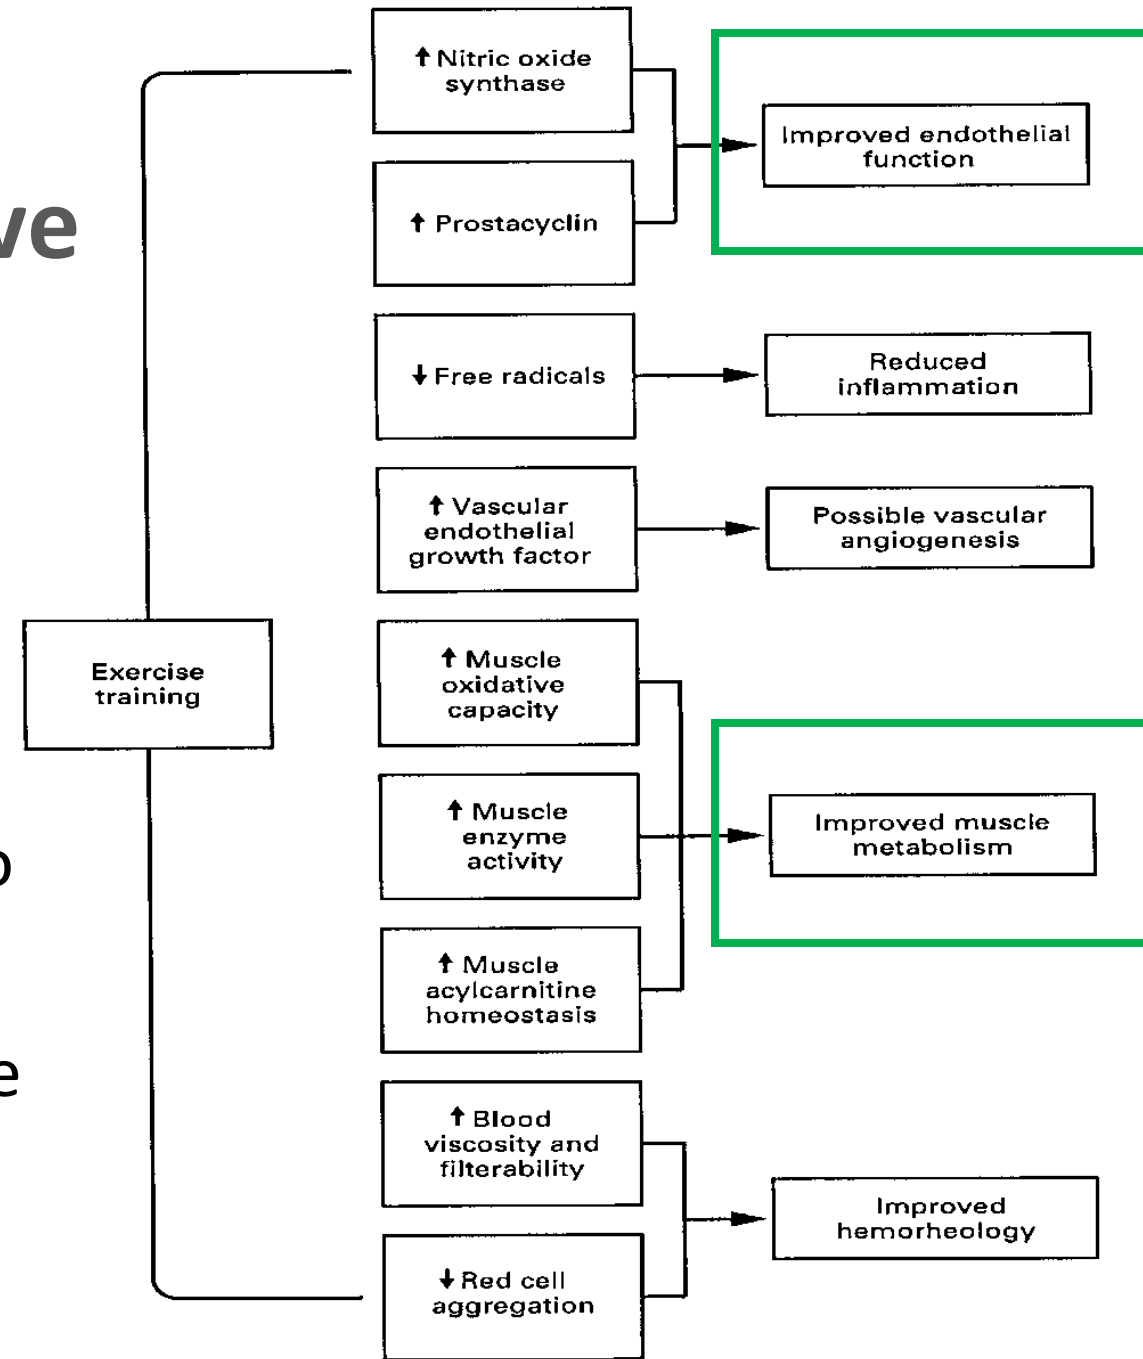 ve
o
e
Exercise
training
↑ Nitric oxide
synthase
↑ Prostacyclin
Improved endothelial
function
↓ Free radicals
Reduced
inflammation
↑ Vascular
endothelial
growth factor
Possible vascular
angiogenesis
↑ Muscle
oxidative
capacity
↑ Muscle
enzyme
activity
↑ Muscle
acylcarnitine
homeostasis
Improved muscle
metabolism
↑ Blood
viscosity and
filterability
↓ Red cell
aggregation
Improved
hemorheology